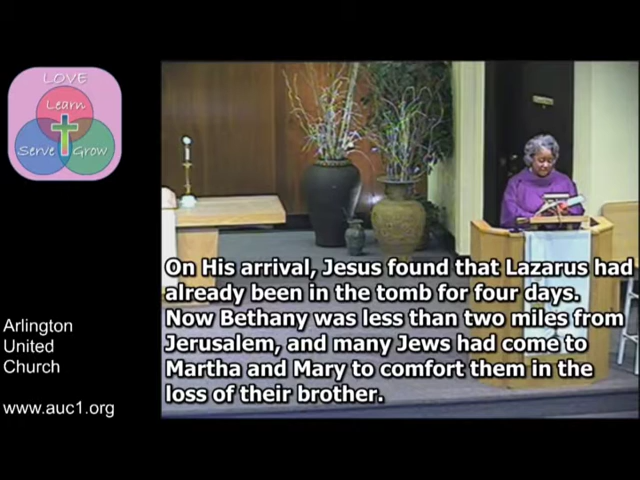 LOVE
Learn
Serve
Grow
On His arrival, Jesus found that Lazarus had
already been in the tomb for four days.
Now Bethany was less than two miles from
Jerusalem, and many Jews had come to
Martha and Mary to comfort them in the
loss of their brother.
Arlington
United
Church
www.auc1.org